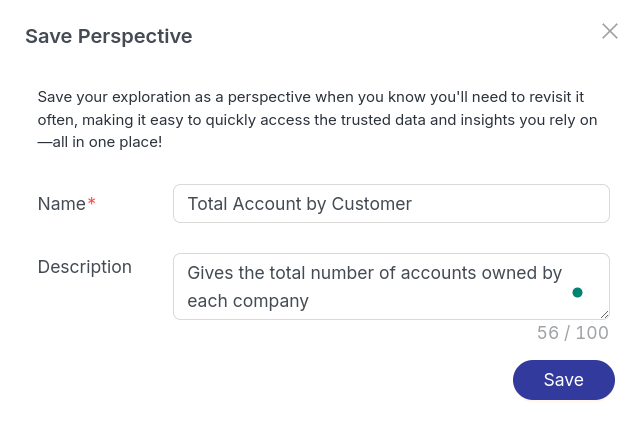 Save Perspective
Save your exploration as a perspective when you know you'll need to revisit it
often, making it easy to quickly access the trusted data and insights you rely on
—all in one place!
Name*
Total Account by Customer
Description
Gives the total number of accounts owned by
each company
56 / 100
Save